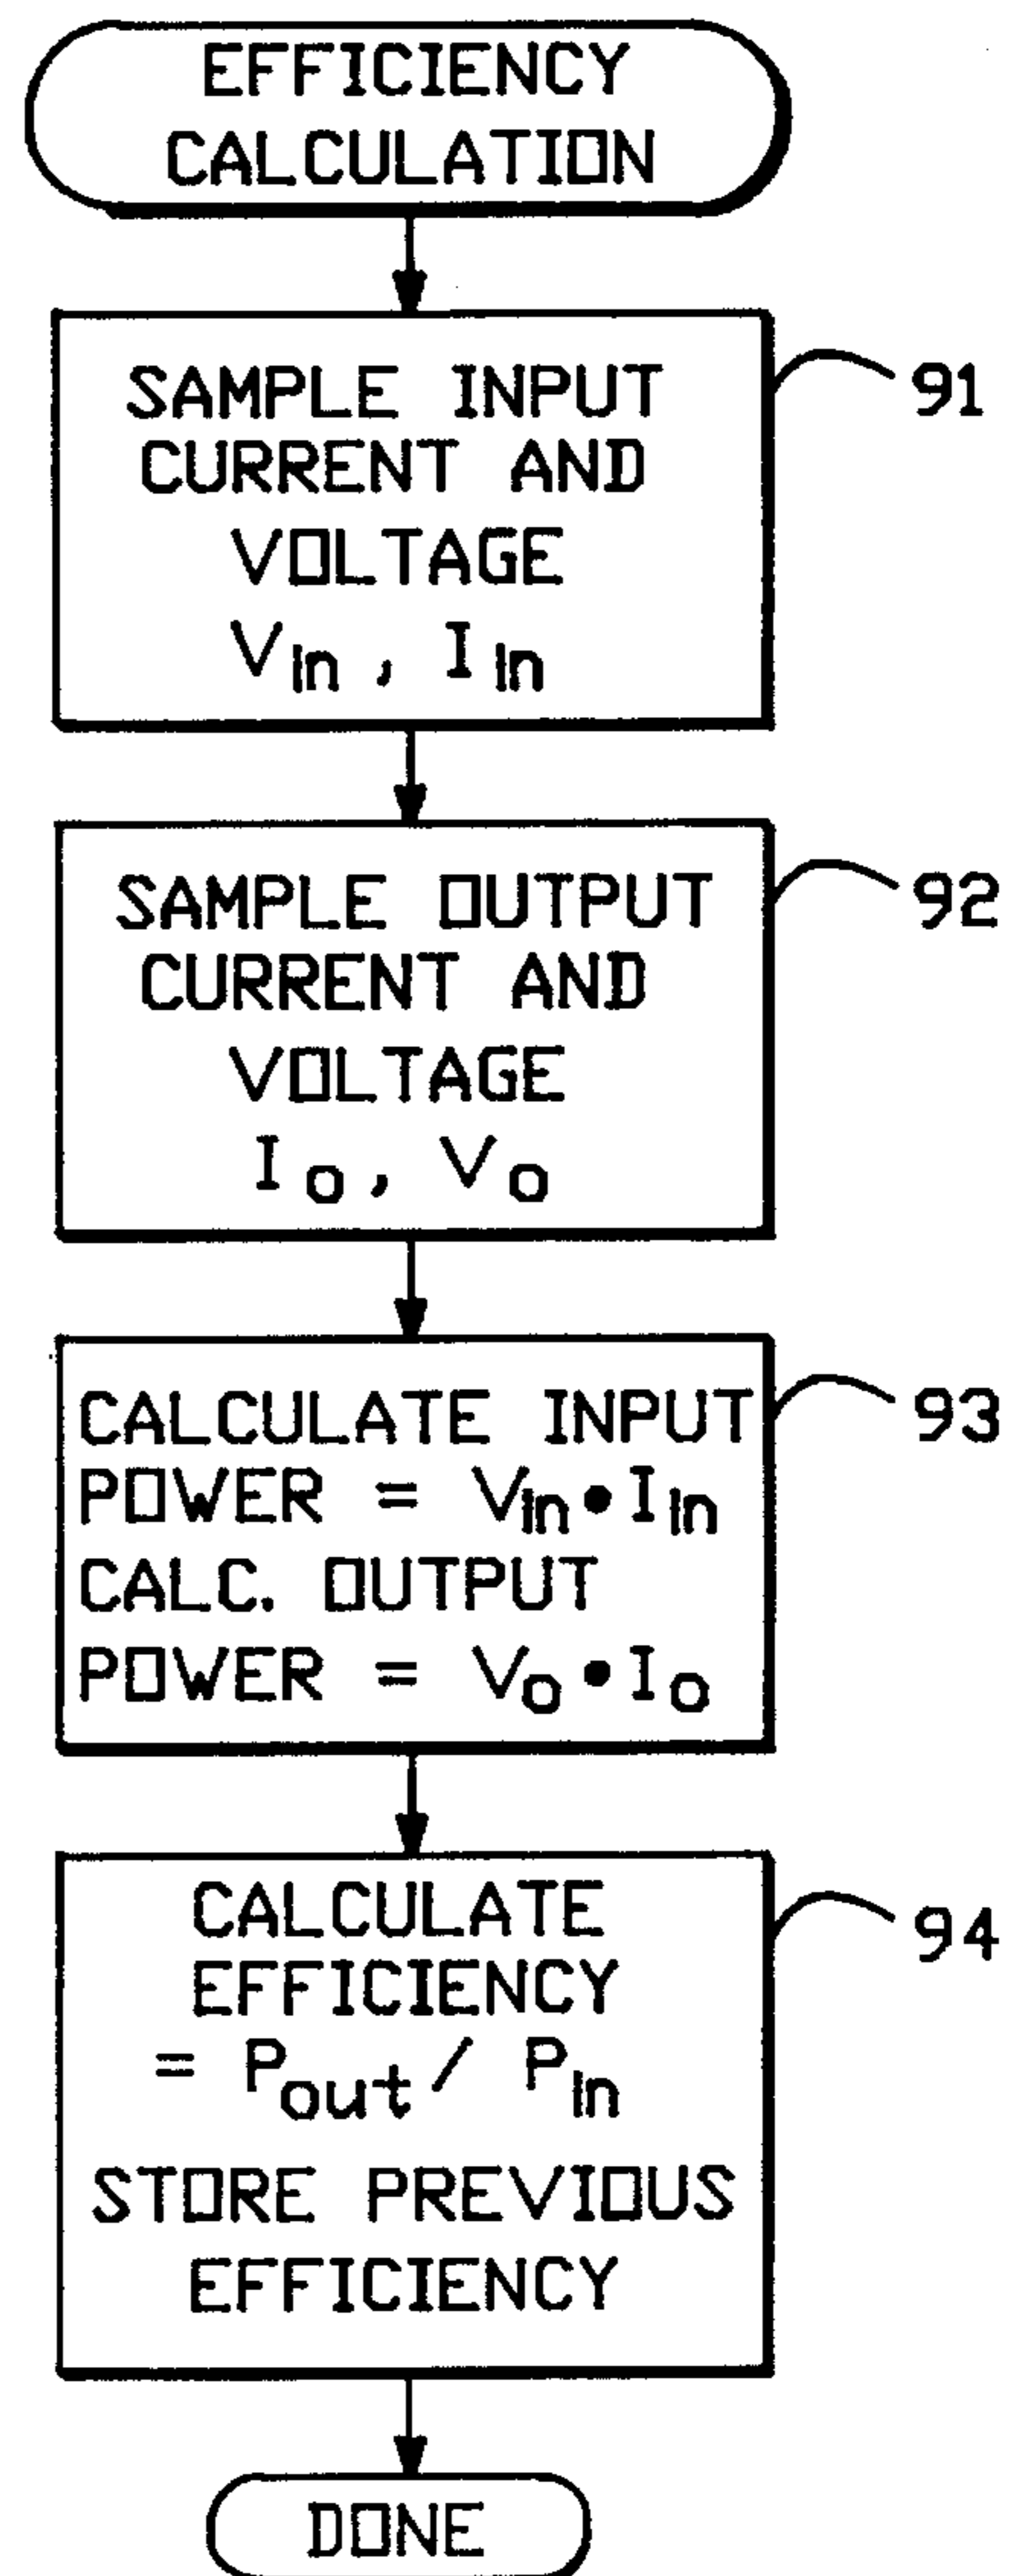 EFFICIENCY
CALCULATION
SAMPLE INPUT
CURRENT AND
VOLTAGE
Vin , Iin
91
SAMPLE OUTPUT
CURRENT AND
VOLTAGE
Io, Vo
92
CALCULATE INPUT
POWER = Vin • Iin
CALC. OUTPUT
POWER = Vo • Io
93
CALCULATE
EFFICIENCY
= Pout / Pin
STORE PREVIOUS
EFFICIENCY
94
DONE